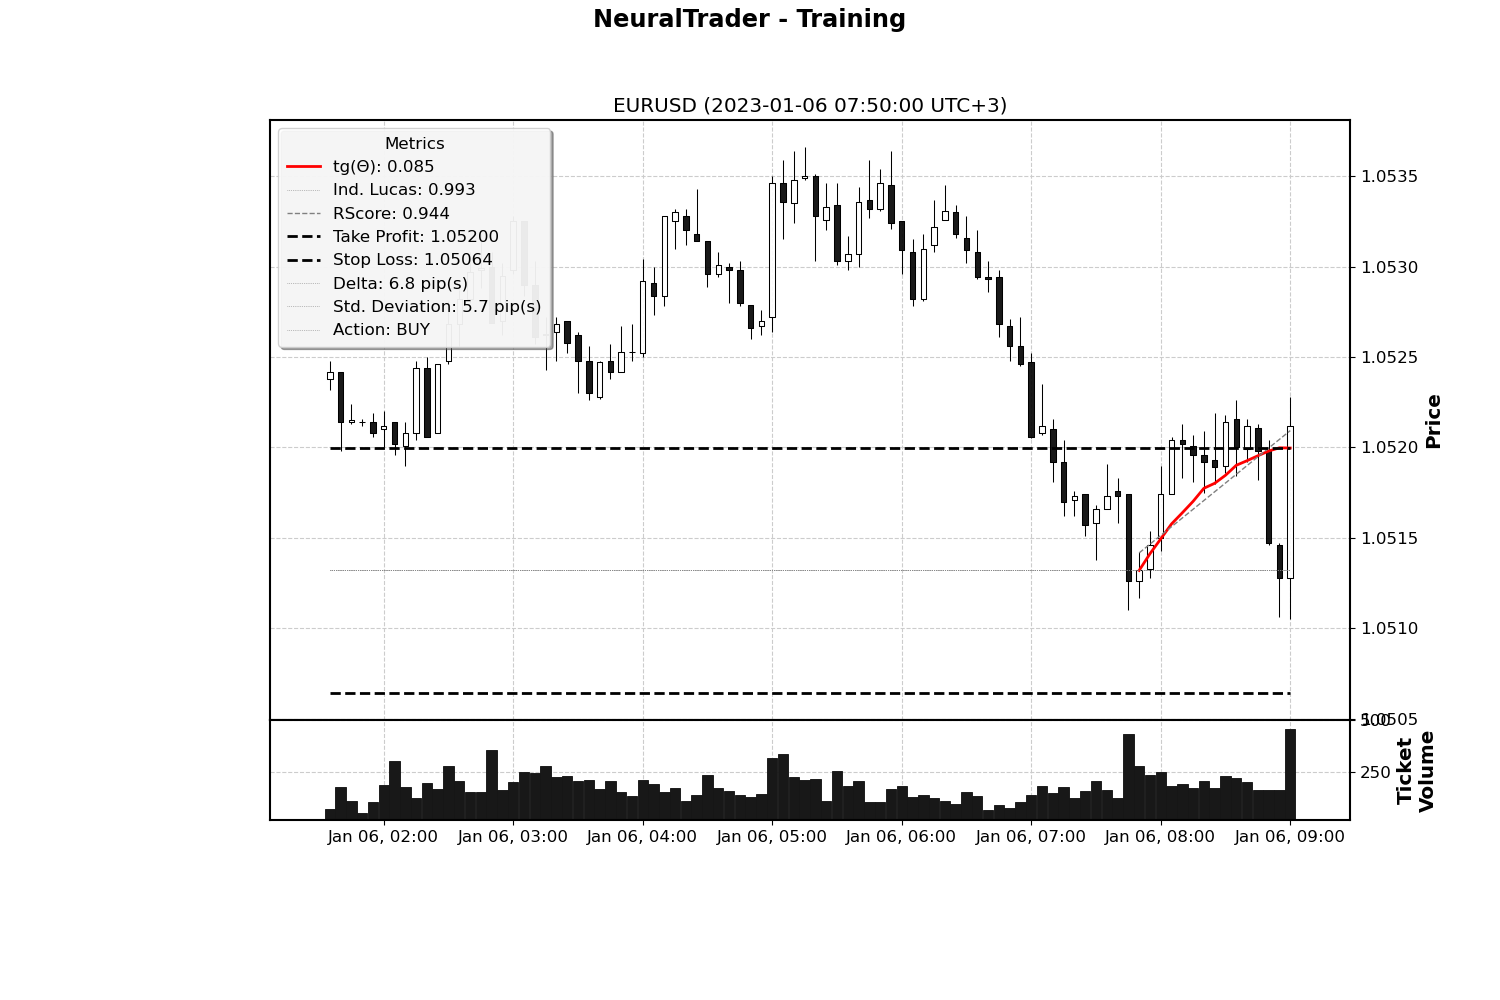 NeuralTrader - Training
EURUSD (2023-01-06 07:50:00 UTC+3)
Metrics
tg(Θ): 0.085
Ind. Lucas: 0.993
RScore: 0.944
Take Profit: 1.05200
Stop Loss: 1.05064
Delta: 6.8 pip(s)
Std. Deviation: 5.7 pip(s)
Action: BUY
1.0535
1.0530
1.0525
1.0520
1.0515
1.0510
1.0505
Price
500
250
Ticket
Volume
Jan 06, 02:00
Jan 06, 03:00
Jan 06, 04:00
Jan 06, 05:00
Jan 06, 06:00
Jan 06, 07:00
Jan 06, 08:00
Jan 06, 09:00